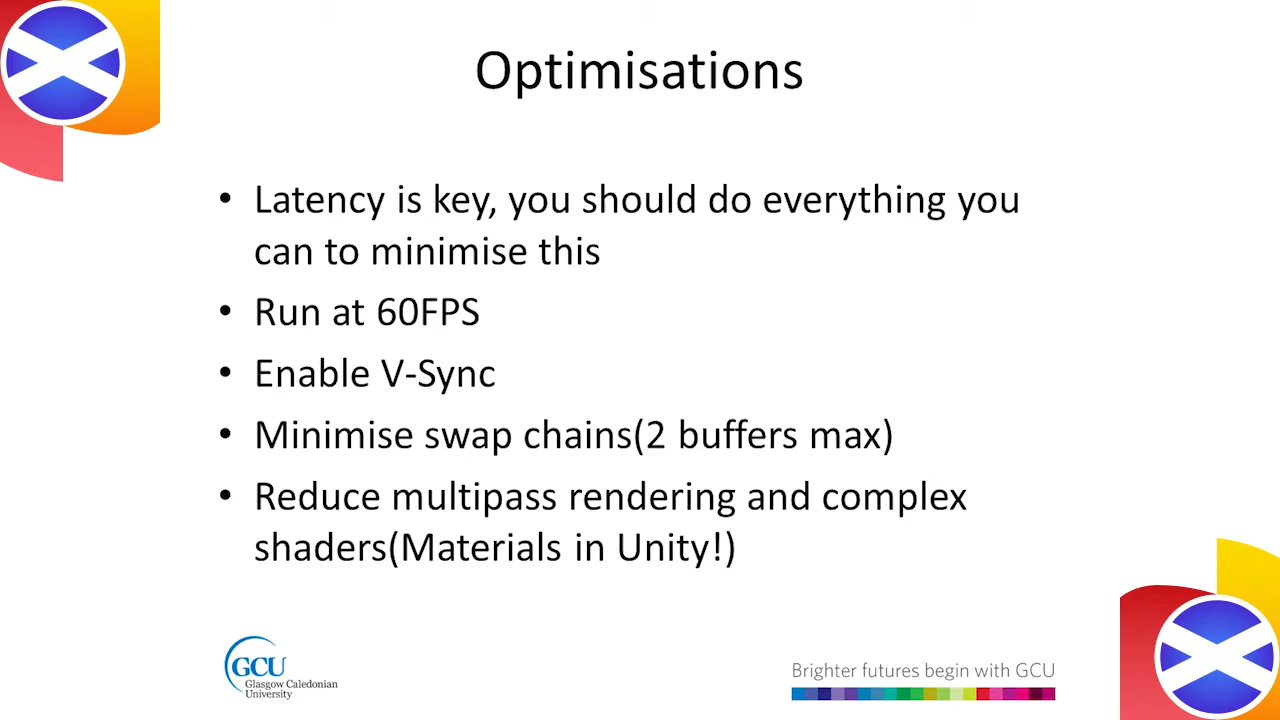 Optimisations
• Latency is key, you should do everything you
can to minimise this
• Run at 60FPS
• Enable V-Sync
• Minimise swap chains(2 buffers max)
• Reduce multipass rendering and complex
shaders(Materials in Unity!)
GCU
Glasgow Caledonian
University
Brighter futures begin with GCU